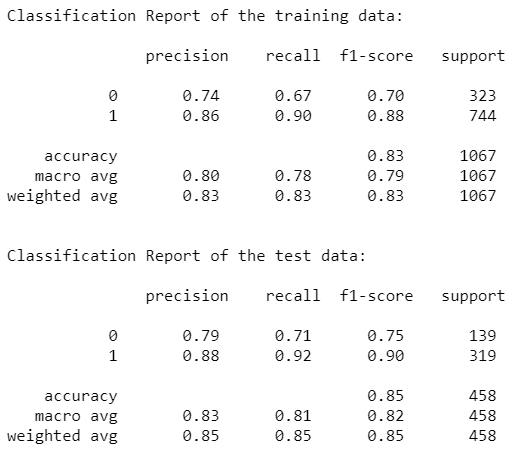 Classification Report of the training data:
precision recall f1-score support
0 0.74 0.67 0.70 323
1 0.86 0.90 0.88 744
accuracy 0.83 1067
macro avg 0.80 0.78 0.79 1067
weighted avg 0.83 0.83 0.83 1067
Classification Report of the test data:
precision recall f1-score support
0 0.79 0.71 0.75 139
1 0.88 0.92 0.90 319
accuracy 0.85 458
macro avg 0.83 0.81 0.82 458
weighted avg 0.85 0.85 0.85 458